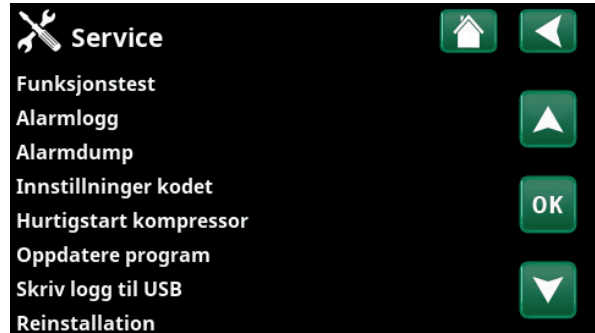 Service
Funksjonstest
Alarmlogg
Alarmdump
Innstillninger kodet
Hurtigstart kompressor
OK
Oppdatere program
Skriv logg til USB
Reinstallation